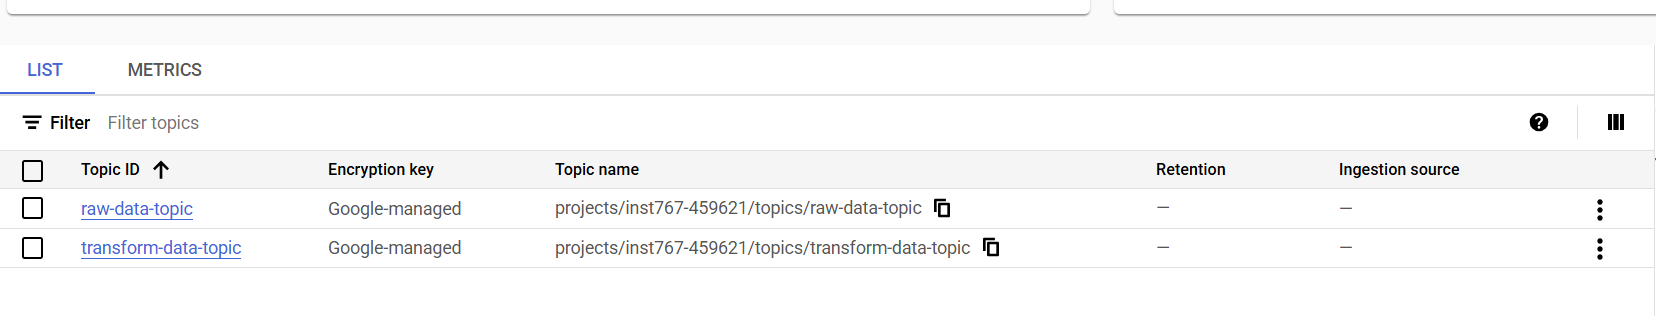 LIST METRICS
Filter Filter topics
Topic ID Encryption key Topic name Retention Ingestion source
raw-data-topic Google-managed projects/inst767-459621/topics/raw-data-topic — —
transform-data-topic Google-managed projects/inst767-459621/topics/transform-data-topic — —